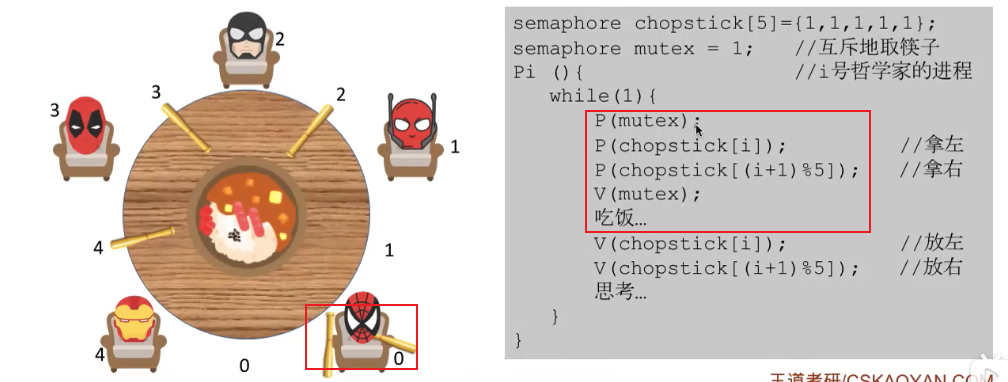 2
3
2
3
1
4
1
4
0
0
semaphore chopstick[5]={1,1,1,1,1};
semaphore mutex = 1; //互斥地取筷子
Pi (){ //i号哲学家的进程
while(1){
P(mutex);
P(chopstick[i]); //拿左
P(chopstick[(i+1)%5]); //拿右
V(mutex);
吃饭…
V(chopstick[i]); //放左
V(chopstick[(i+1)%5]); //放右
思考…
}
}
王道考研/CSKAOYAN.COM